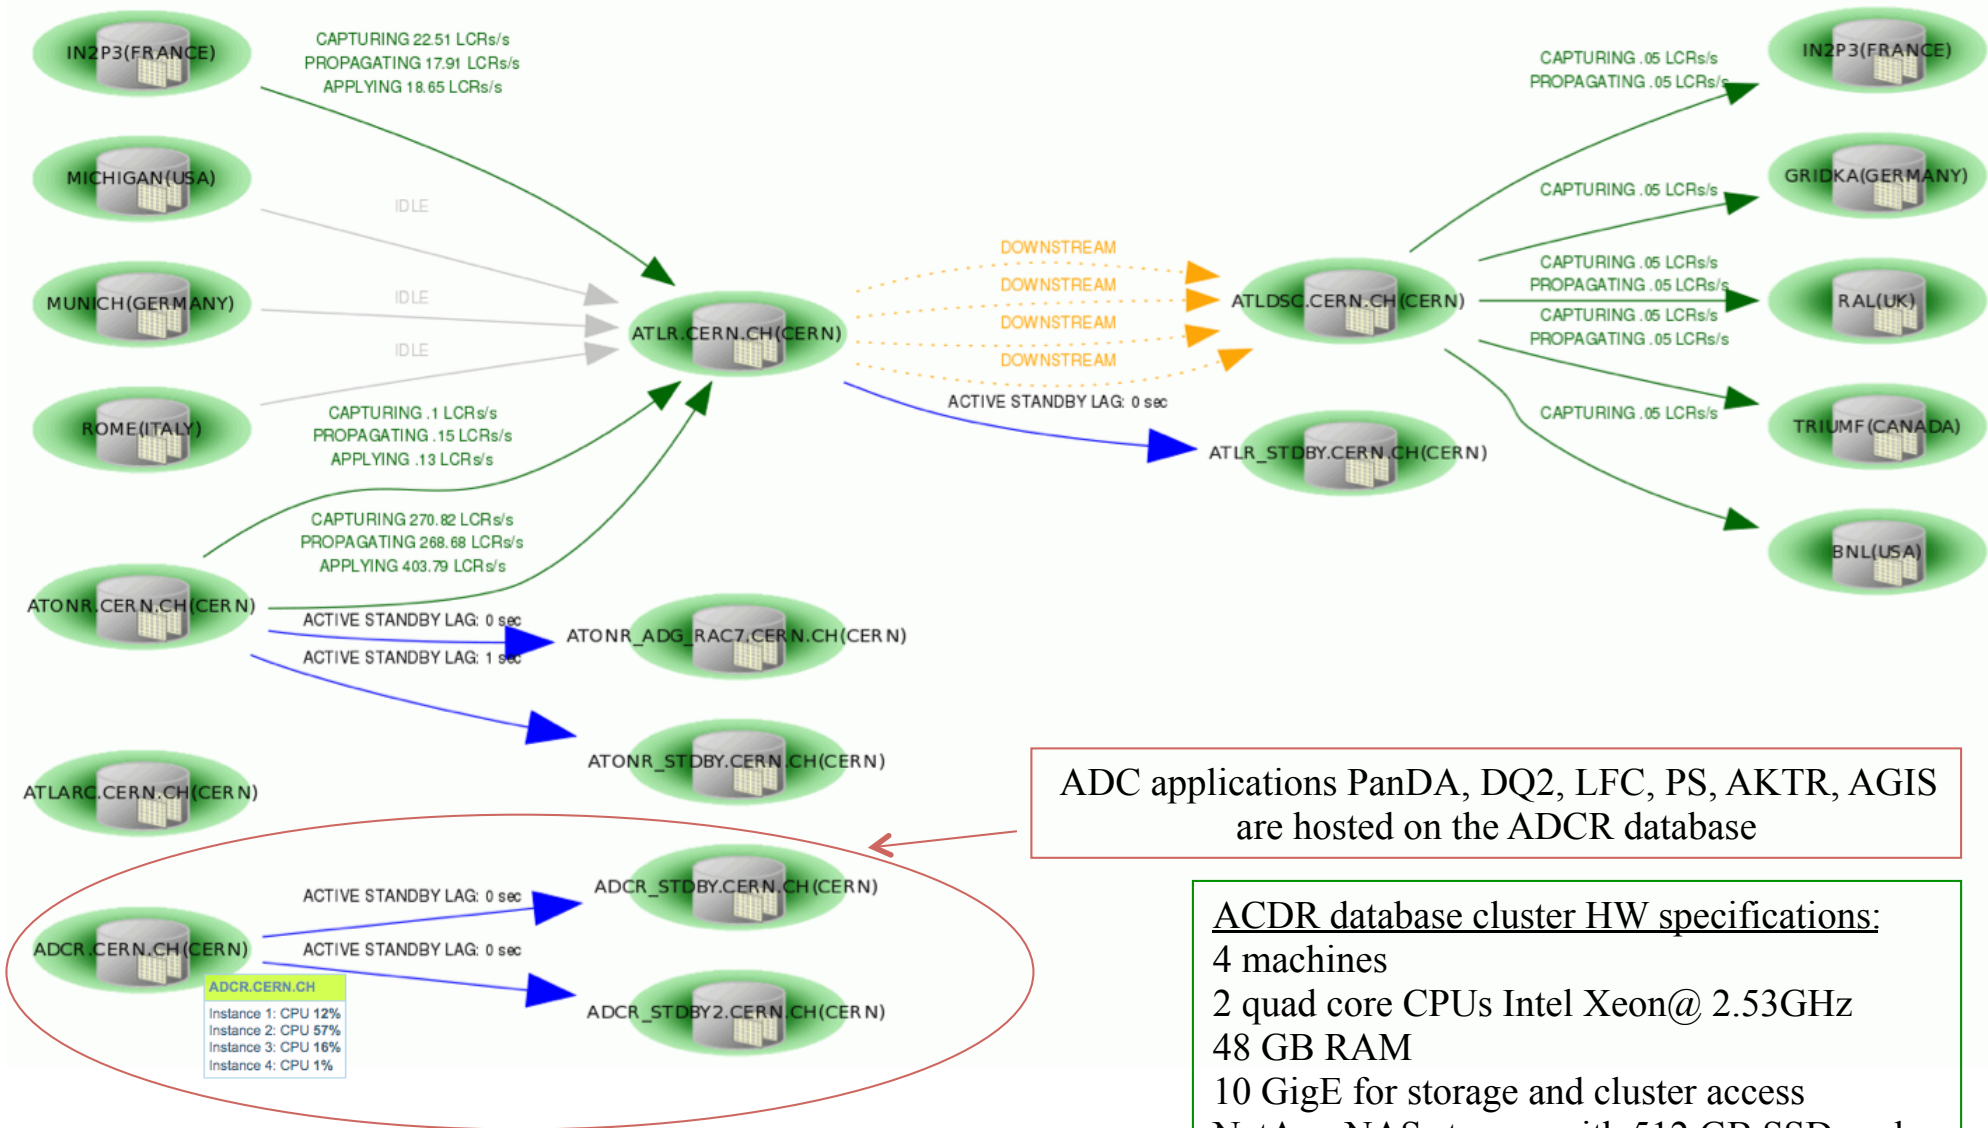 IN2P3(FRANCE)
CAPTURING 22.51 LCRs/s
PROPAGATING 17.91 LCRs/s
APPLYING 18.65 LCRs/s
MICHIGAN(USA)
IDLE
MUNICH(GERMANY)
IDLE
IDLE
ROME(ITALY)
ATLR.CERN.CH(CERN)
CAPTURING .1 LCRs/s
PROPAGATING .15 LCRs/s
APPLYING .13 LCRs/s
CAPTURING 270.82 LCRs/s
PROPAGATING 268.68 LCRs/s
APPLYING 403.79 LCRs/s
ATONR.CERN.CH(CERN)
ACTIVE STANDBY LAG: 0 sec
ACTIVE STANDBY LAG: 1 sec
ATONR_ADG_RAC7.CERN.CH(CERN)
ATONR_STDBY.CERN.CH(CERN)
DOWNSTREAM
DOWNSTREAM
DOWNSTREAM
DOWNSTREAM
ACTIVE STANDBY LAG: 0 sec
ATLDSC.CERN.CH(CERN)
ATLR_STDBY.CERN.CH(CERN)
CAPTURING .05 LCRs/s
PROPAGATING .05 LCRs/s
IN2P3(FRANCE)
CAPTURING .05 LCRs/s
GRIDKA(GERMANY)
CAPTURING .05 LCRs/s
PROPAGATING .05 LCRs/s
RAL(UK)
CAPTURING .05 LCRs/s
PROPAGATING .05 LCRs/s
TRIUMF(CANADA)
CAPTURING .05 LCRs/s
BNL(USA)
ATLARC.CERN.CH(CERN)
ADC applications PanDA, DQ2, LFC, PS, AKTR, AGIS
are hosted on the ADCR database
ADCR.CERN.CH(CERN)
ACTIVE STANDBY LAG: 0 sec
ACTIVE STANDBY LAG: 0 sec
ADCR_STDBY.CERN.CH(CERN)
ADCR_STDBY2.CERN.CH(CERN)
ADCR.CERN.CH
Instance 1: CPU 12%
Instance 2: CPU 57%
Instance 3: CPU 16%
Instance 4: CPU 1%
ACDR database cluster HW specifications:
4 machines
2 quad core CPUs Intel Xeon@ 2.53GHz
48 GB RAM
10 GigE for storage and cluster access